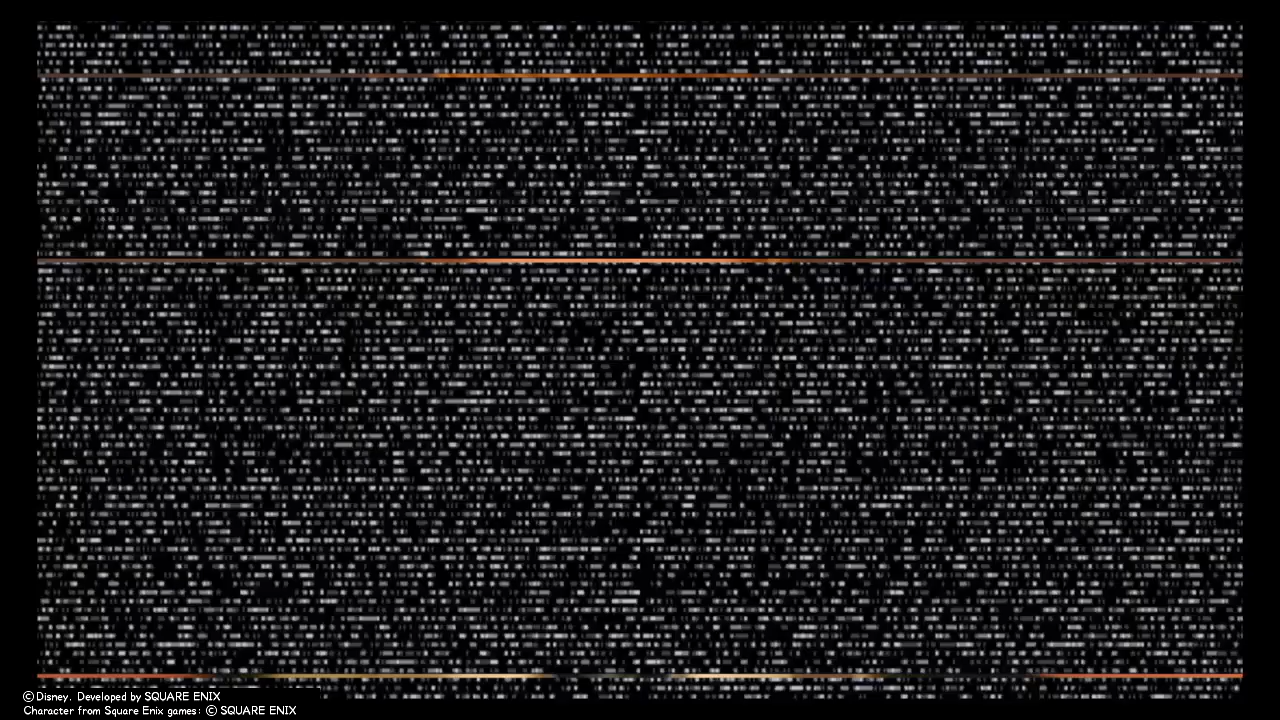 ©Disney. Developed by SQUARE ENIX
Character from Square Enix games: © SQUARE ENIX